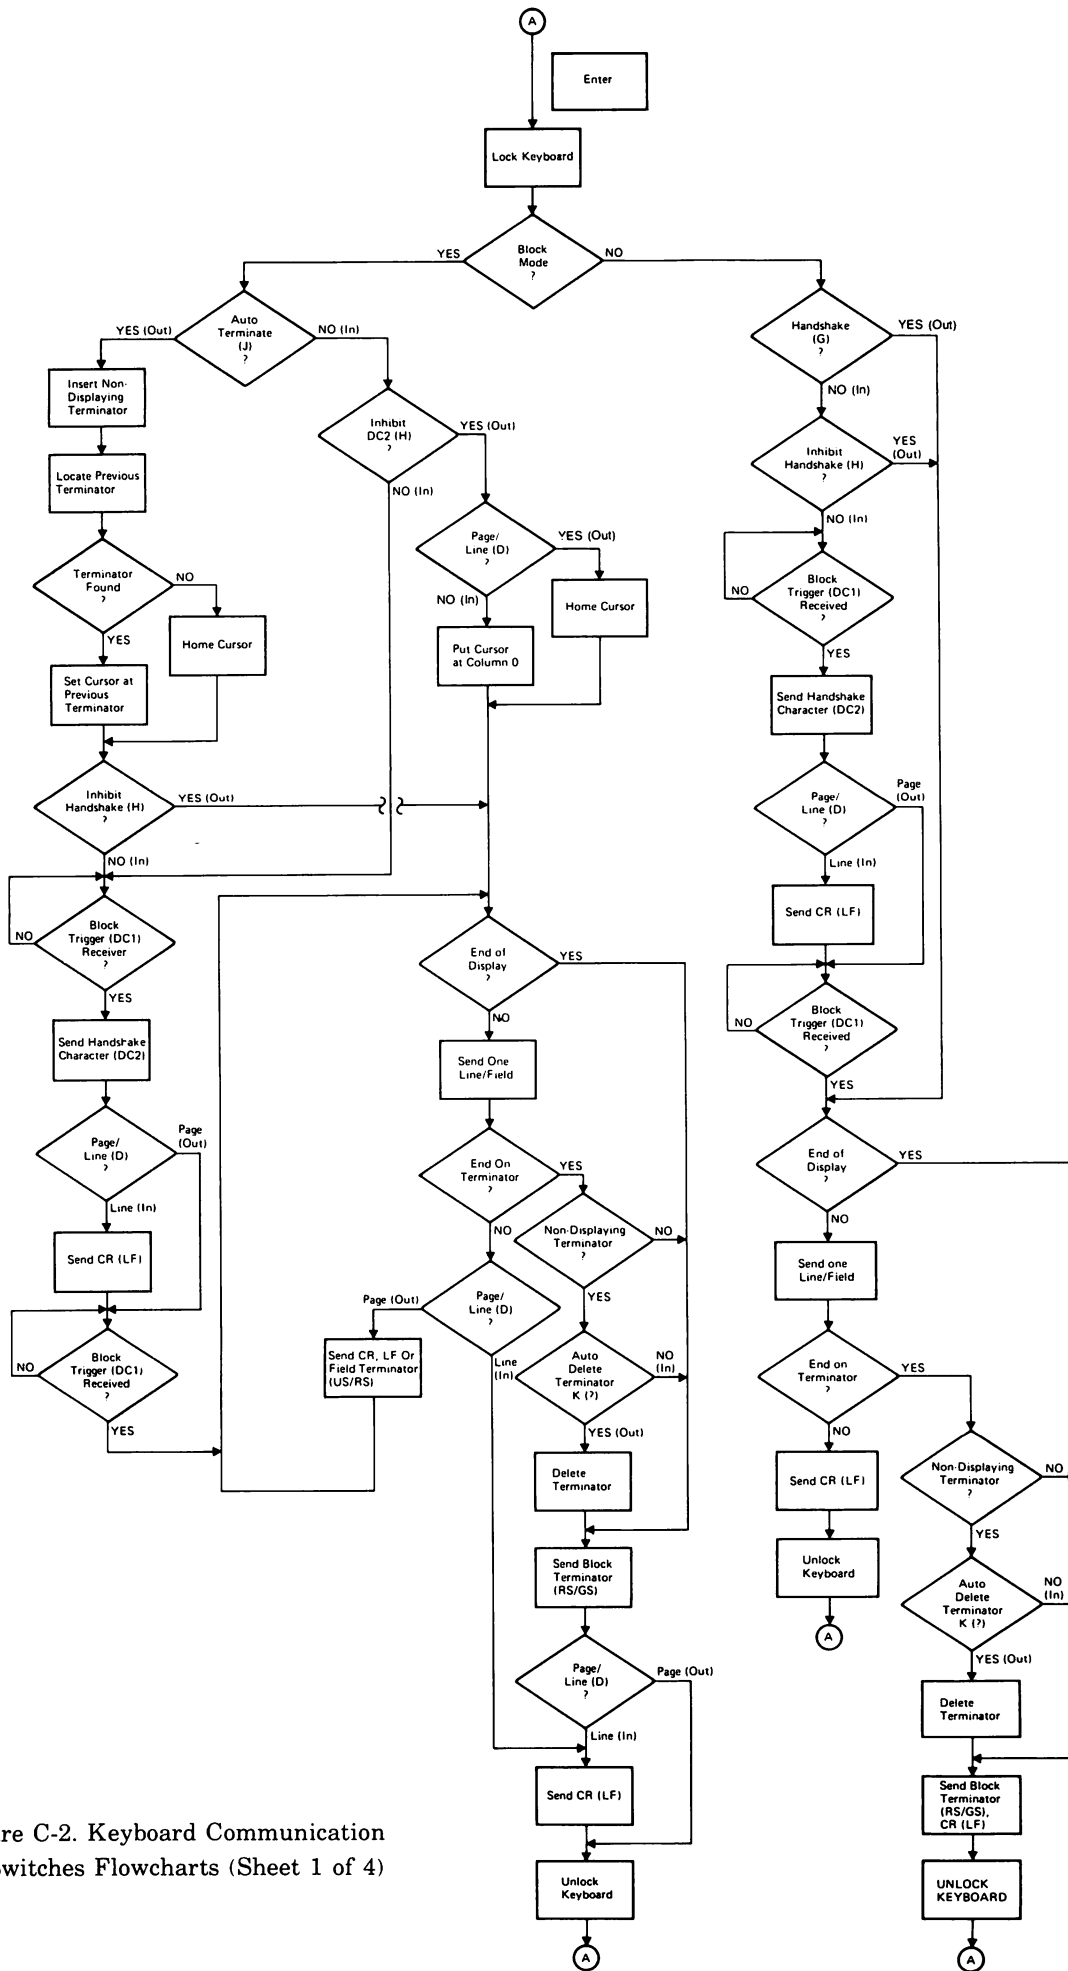 A
Enter
Lock Keyboard
Block
Mode
?
YES
NO
Auto
Terminate
(J)
?
YES (Out)
NO (In)
Insert Non-
Displaying
Terminator
Locate Previous
Terminator
Terminator
Found
?
NO
YES
Home Cursor
Set Cursor at
Previous
Terminator
Inhibit
Handshake (H)
?
YES (Out)
NO (In)
Block
Trigger (DC1)
Receiver
?
NO
YES
Send Handshake
Character (DC2)
Page/
Line (D)
?
Page
(Out)
Line (In)
Send CR (LF)
Block
Trigger (DC1)
Received
?
NO
YES
Inhibit
DC2 (H)
?
YES (Out)
NO (In)
Page/
Line (D)
?
YES (Out)
NO (In)
Home Cursor
Put Cursor
at Column 0
End of
Display
?
YES
NO
Send One
Line/Field
End On
Terminator
?
YES
NO
Non-Displaying
Terminator
?
NO
YES
Page/
Line (D)
?
Page (Out)
Line
(In)
Send CR, LF Or
Field Terminator
(US/RS)
Auto
Delete
Terminator
K (?)
NO
(In)
YES (Out)
Delete
Terminator
Send Block
Terminator
(RS/GS)
Page/
Line (D)
?
Page (Out)
Line (In)
Send CR (LF)
Unlock
Keyboard
A
Handshake
(G)
?
YES (Out)
NO (In)
Inhibit
Handshake (H)
?
YES
(Out)
NO (In)
Block
Trigger (DC1)
Received
?
NO
YES
Send Handshake
Character (DC2)
Page/
Line (D)
?
Page
(Out)
Line (In)
Send CR (LF)
Block
Trigger (DC1)
Received
?
NO
YES
End of
Display
?
YES
NO
Send one
Line/Field
End on
Terminator
?
YES
NO
Send CR (LF)
Unlock
Keyboard
A
Non-Displaying
Terminator
?
NO
YES
Auto
Delete
Terminator
K (?)
NO
(In)
YES (Out)
Delete
Terminator
Send Block
Terminator
(RS/GS),
CR (LF)
UNLOCK
KEYBOARD
A
re C-2. Keyboard Communication
witches Flowcharts (Sheet 1 of 4)